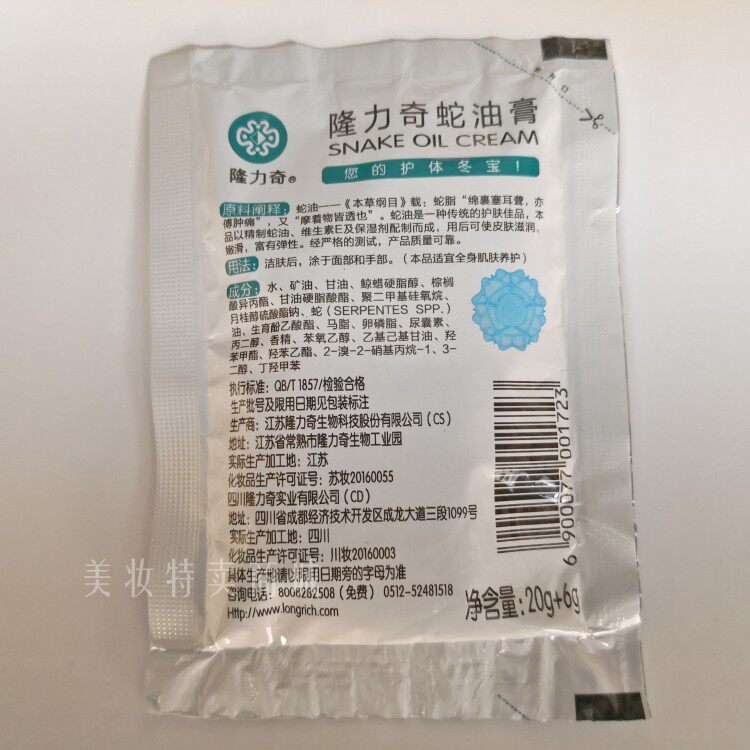 隆力奇蛇油膏
SNAKE OIL CREAM
您的护体冬宝！
隆力奇®
原料阐释：蛇油——《本草纲目》载：蛇脂“绵裹塞耳聋，亦
傅肿痛”，又“摩着物皆透也”。蛇油是一种传统的护肤佳品，本
品以精制蛇油、维生素E及保湿剂配制而成，用后可使皮肤滋润、
嫩滑，富有弹性。经严格的测试，产品质量可靠。
用法：洁肤后，涂于面部和手部。（本品适宜全身肌肤养护）
成分：水、矿油、甘油、鲸蜡硬脂醇、棕榈
酸异丙酯、甘油硬脂酸酯、聚二甲基硅氧烷、
月桂醇硫酸酯钠、蛇（SERPENTES SPP.）
油、生育酚乙酸酯、马脂、卵磷脂、尿囊素、
丙二醇、香精、苯氧乙醇、乙基己基甘油、羟
苯甲酯、羟苯乙酯、2-溴-2-硝基丙烷-1、3-
二醇、丁羟甲苯
执行标准：QB/T 1857/检验合格
生产批号及限用日期见包装标注
生产商：江苏隆力奇生物科技股份有限公司（CS）
地址：江苏省常熟市隆力奇生物工业园
实际生产加工地：江苏
化妆品生产许可证号：苏妆20160055
四川隆力奇实业有限公司（CD）
地址：四川省成都经济技术开发区成龙大道三段1099号
实际生产加工地：四川
化妆品生产许可证号：川妆20160003
具体生产地请以限用日期旁的字母为准
咨询电话：8008282508（免费） 0512-52481518
Http://www.longrich.com
净含量：20g+6g
6 900077 001723
美妆特卖